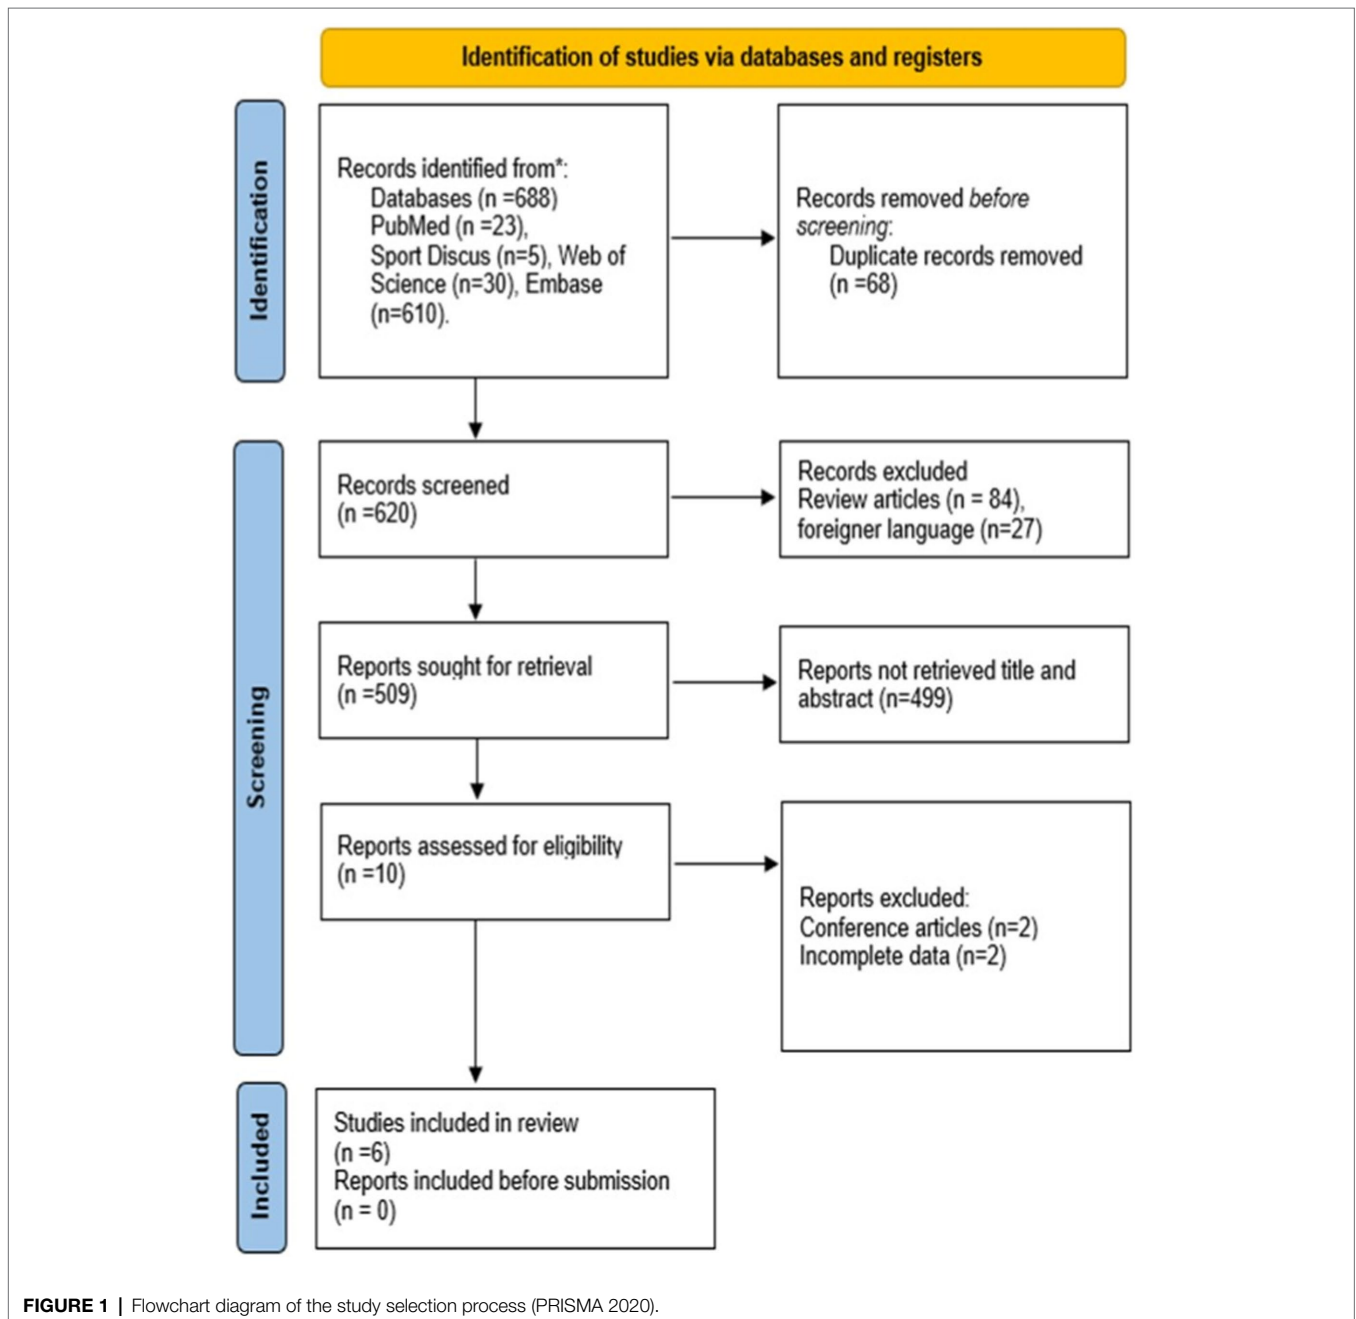 Identification of studies via databases and registers
Identification
Records identified from*:
Databases (n =688)
PubMed (n =23),
Sport Discus (n=5), Web of
Science (n=30), Embase
(n=610).
Records removed before
screening:
Duplicate records removed
(n =68)
Screening
Records screened
(n =620)
Records excluded
Review articles (n = 84),
foreigner language (n=27)
Reports sought for retrieval
(n =509)
Reports not retrieved title and
abstract (n=499)
Reports assessed for eligibility
(n =10)
Reports excluded:
Conference articles (n=2)
Incomplete data (n=2)
Included
Studies included in review
(n =6)
Reports included before submission
(n = 0)
FIGURE 1 | Flowchart diagram of the study selection process (PRISMA 2020).